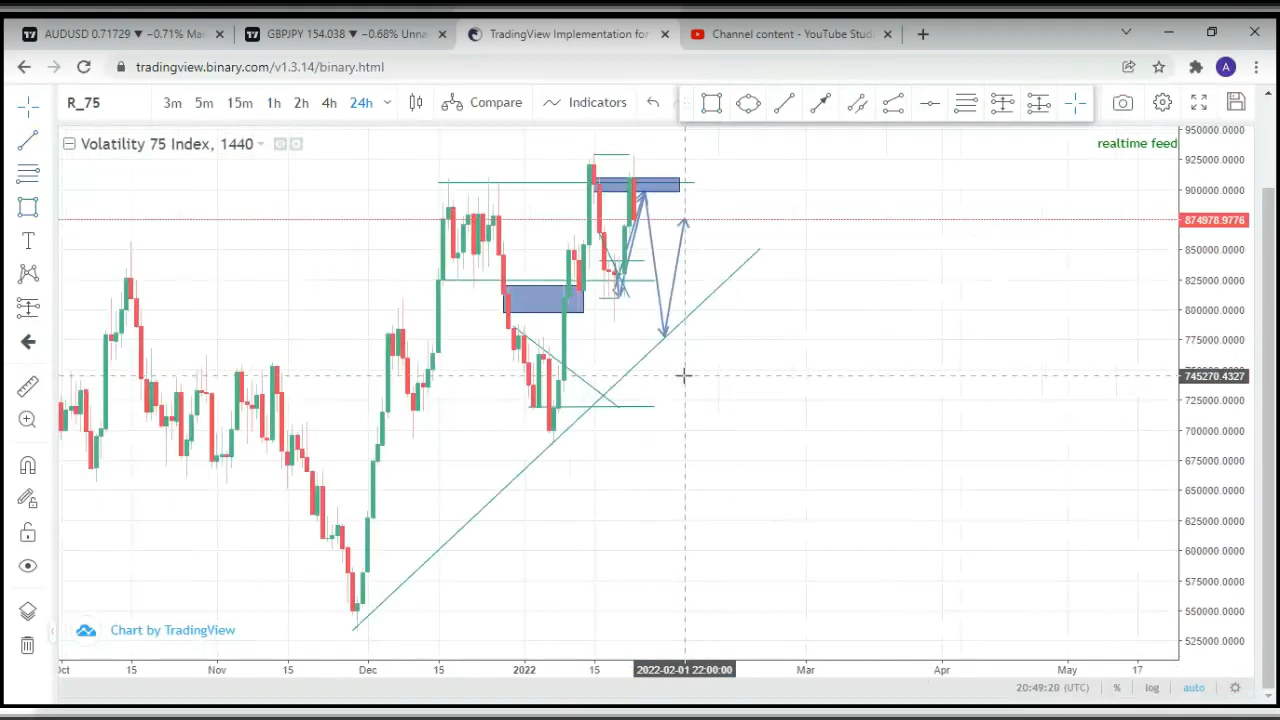 AUDUSD 0.71729 ▼ −0.71% Ma
GBPJPY 154.038 ▼ −0.68% Unna
TradingView Implementation for
Channel content - YouTube Stud
tradingview.binary.com/v1.3.14/binary.html
A
R_75
3m 5m 15m 1h 2h 4h 24h
Compare
Indicators
Volatility 75 Index, 1440
realtime feed
950000.0000
925000.0000
900000.0000
874978.9776
850000.0000
825000.0000
800000.0000
775000.0000
745270.4327
725000.0000
700000.0000
675000.0000
650000.0000
625000.0000
600000.0000
575000.0000
550000.0000
525000.0000
Chart by TradingView
Oct 15 Nov 15 Dec 15 2022 15 2022-02-01 22:00:00 Mar Apr May 17
20:49:20 (UTC) % log auto